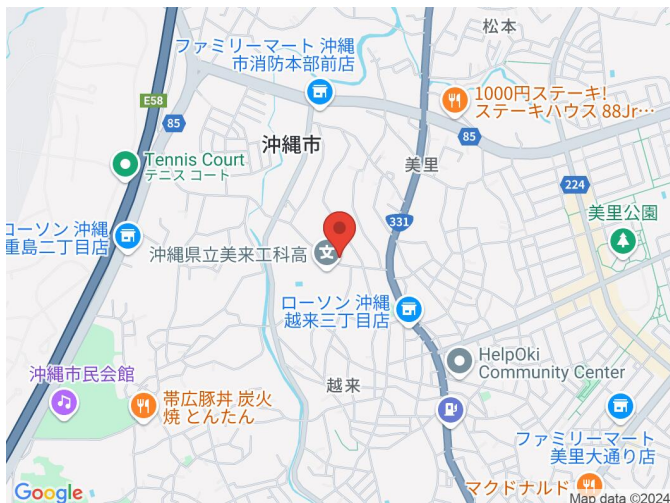 松本
ファミリーマート 沖縄
市消防本部前店
1000円ステーキ!
ステーキハウス 88Jr…
E58
85
沖縄市
85
Tennis Court
テニス コート
美里
224
331
美里公園
ローソン 沖縄
重島二丁目店
沖縄県立美来工科高
ローソン 沖縄
越来三丁目店
HelpOki
Community Center
沖縄市民会館
越来
帯広豚丼 炭火
焼 とんたん
ファミリーマート
美里大通り店
マクドナルド
Google
Map data ©2024